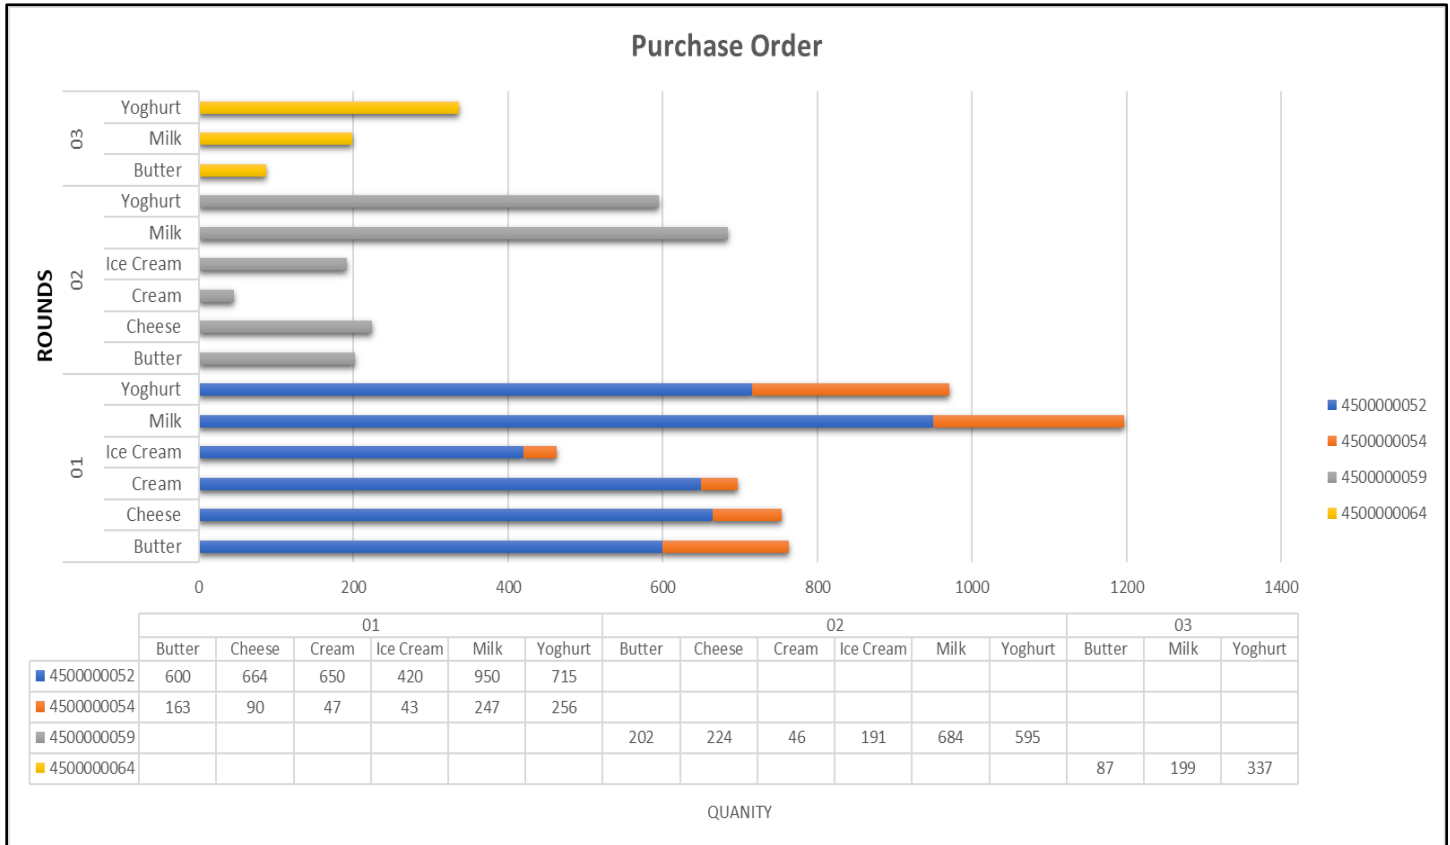 Purchase Order
ROUNDS
03
Yoghurt
Milk
Butter
02
Yoghurt
Milk
Ice Cream
Cream
Cheese
Butter
01
Yoghurt
Milk
Ice Cream
Cream
Cheese
Butter
4500000052
4500000054
4500000059
4500000064
0 200 400 600 800 1000 1200 1400
01 02 03
Butter Cheese Cream Ice Cream Milk Yoghurt Butter Cheese Cream Ice Cream Milk Yoghurt Butter Milk Yoghurt
4500000052 600 664 650 420 950 715
4500000054 163 90 47 43 247 256
4500000059 202 224 46 191 684 595
4500000064 87 199 337
QUANITY